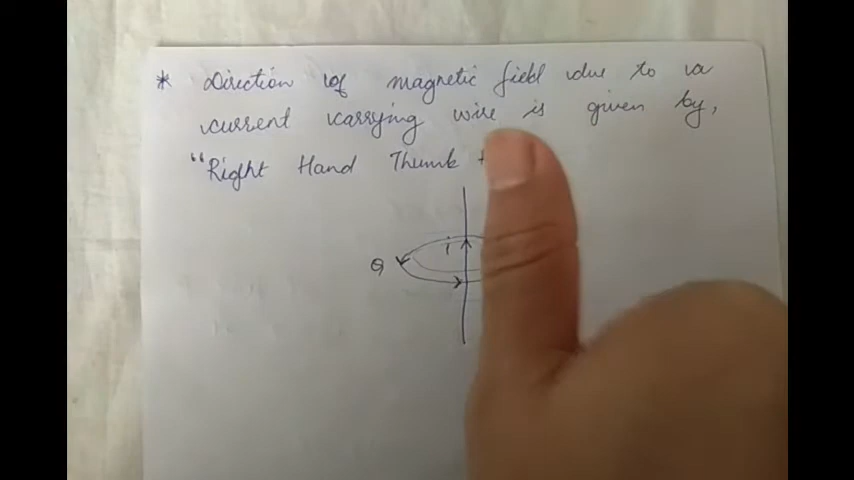 * Direction of magnetic field due to a
current carrying wire is given by,
"Right Hand Thumb
i
Q